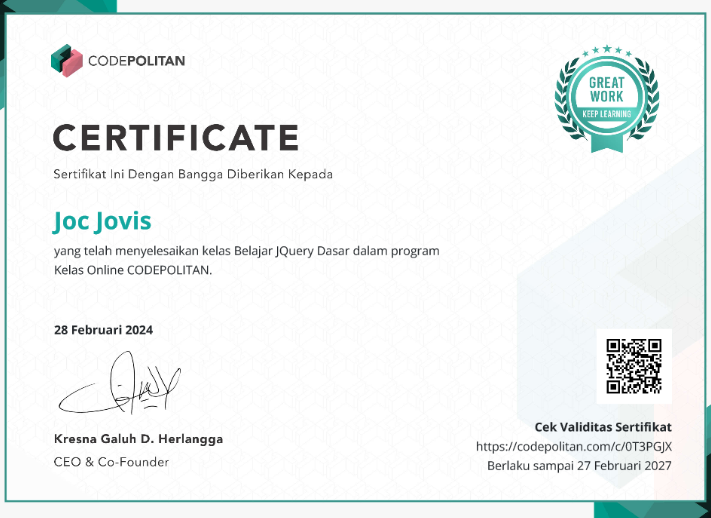 CODEPOLITAN
GREAT
WORK
KEEP LEARNING
CERTIFICATE
Sertifikat Ini Dengan Bangga Diberikan Kepada
Joc Jovis
yang telah menyelesaikan kelas Belajar JQuery Dasar dalam program
Kelas Online CODEPOLITAN.
28 Februari 2024
Kresna Galuh D. Herlangga
CEO & Co-Founder
Cek Validitas Sertifikat
https://codepolitan.com/c/0T3PGJX
Berlaku sampai 27 Februari 2027